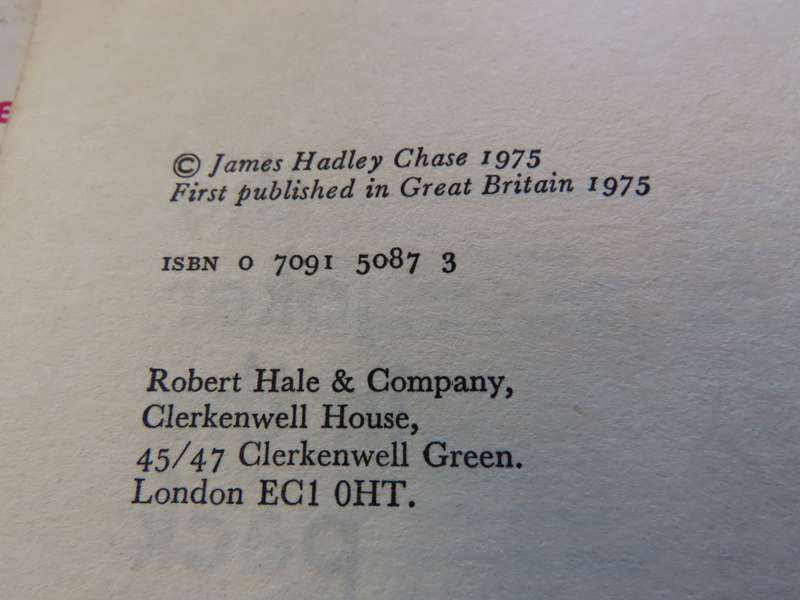 © James Hadley Chase 1975
First published in Great Britain 1975
ISBN 0 7091 5087 3
Robert Hale & Company,
Clerkenwell House,
45/47 Clerkenwell Green.
London EC1 0HT.